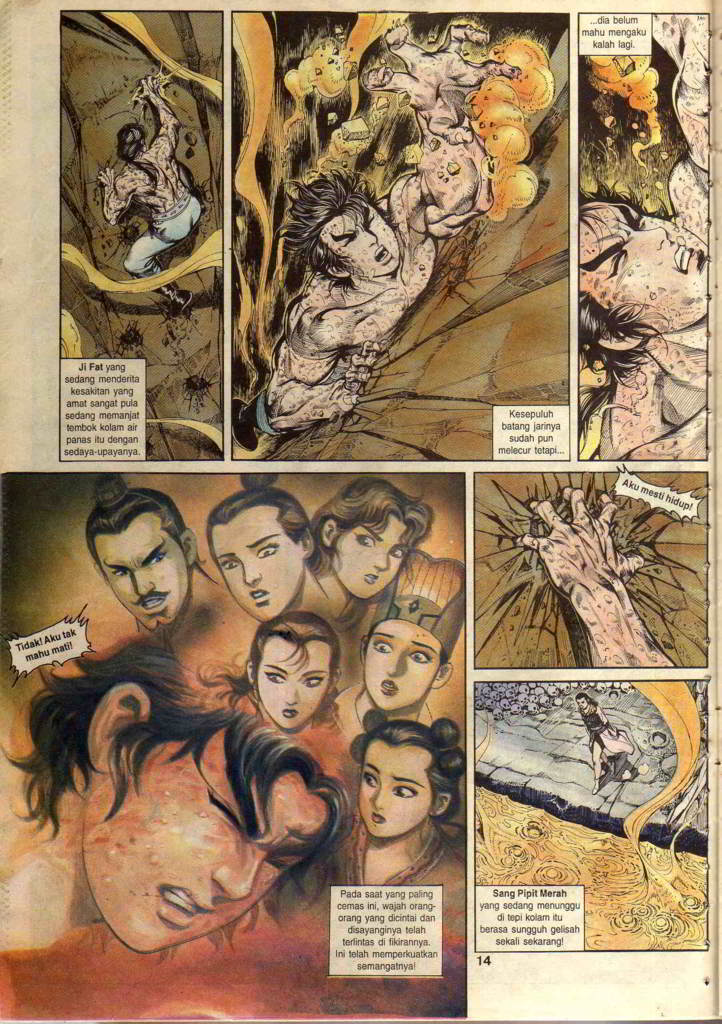 Ji Fat yang
sedang menderita
kesakitan yang
amat sangat pula
sedang memanjat
tembok kolam air
panas itu dengan
sedaya-upayanya.
Kesepuluh
batang jarinya
sudah pun
melecur tetapi...
...dia belum
mahu mengaku
kalah lagi.
Tidak! Aku tak
mahu mati!
Pada saat yang paling
cemas ini, wajah orang-
orang yang dicintai dan
disayanginya telah
terlintas di fikirannya.
Ini telah memperkuatkan
semangatnya!
Aku mesti hidup!
Sang Pipit Merah
yang sedang menunggu
di tepi kolam itu
berasa sungguh gelisah
sekali sekarang!
14